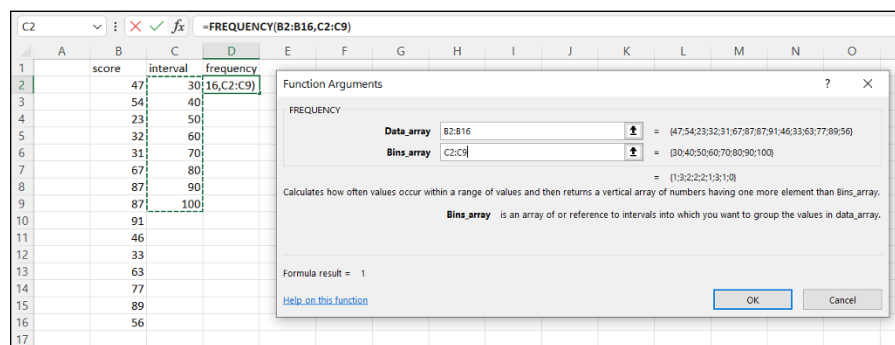 C2 fx =FREQUENCY(B2:B16,C2:C9)
A B C D E F G H I J K L M N O
1 score interval frequency
2 47 30 16,C2:C9)
3 54 40
4 23 50
5 32 60
6 31 70
7 67 80
8 87 90
9 87 100
10 91
11 46
12 33
13 63
14 77
15 89
16 56
17
Function Arguments ? ×
FREQUENCY
Data_array B2:B16 = {47;54;23;32;31;67;87;87;91;46;33;63;77;89;56}
Bins_array C2:C9 = {30;40;50;60;70;80;90;100}
= {1;3;2;2;2;1;3;1;0}
Calculates how often values occur within a range of values and then returns a vertical array of numbers having one more element than Bins_array.
Bins_array is an array of or reference to intervals into which you want to group the values in data_array.
Formula result = 1
Help on this function OK Cancel